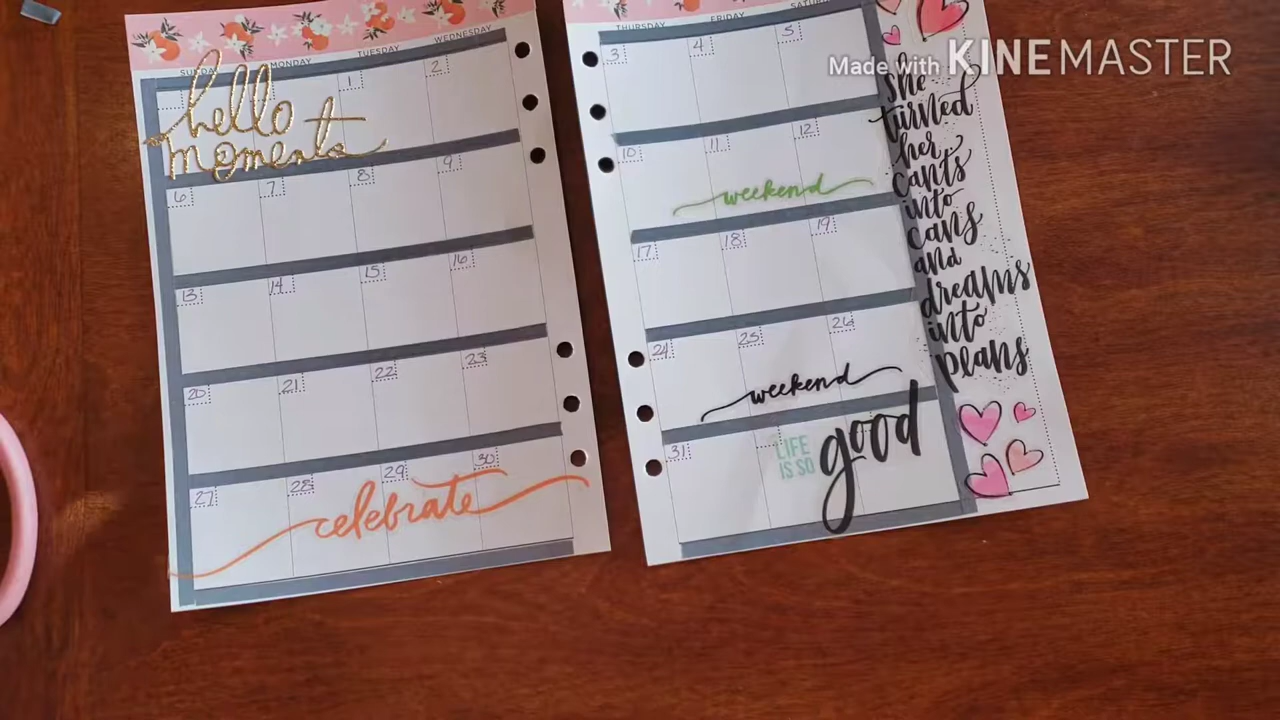 Made with KINEMASTER
SUNDAY MONDAY TUESDAY WEDNESDAY
hello
moments
1 2
6 7 8 9
13 14 15 16
20 21 22 23
27 28 29 30
celebrate
THURSDAY FRIDAY SATURDAY
3 4 5
10 11 12
weekend
17 18 19
24 25 26
weekend
31
LIFE
IS SO
good
She
turned
her
cants
into
cans
and
dreams
into
plans